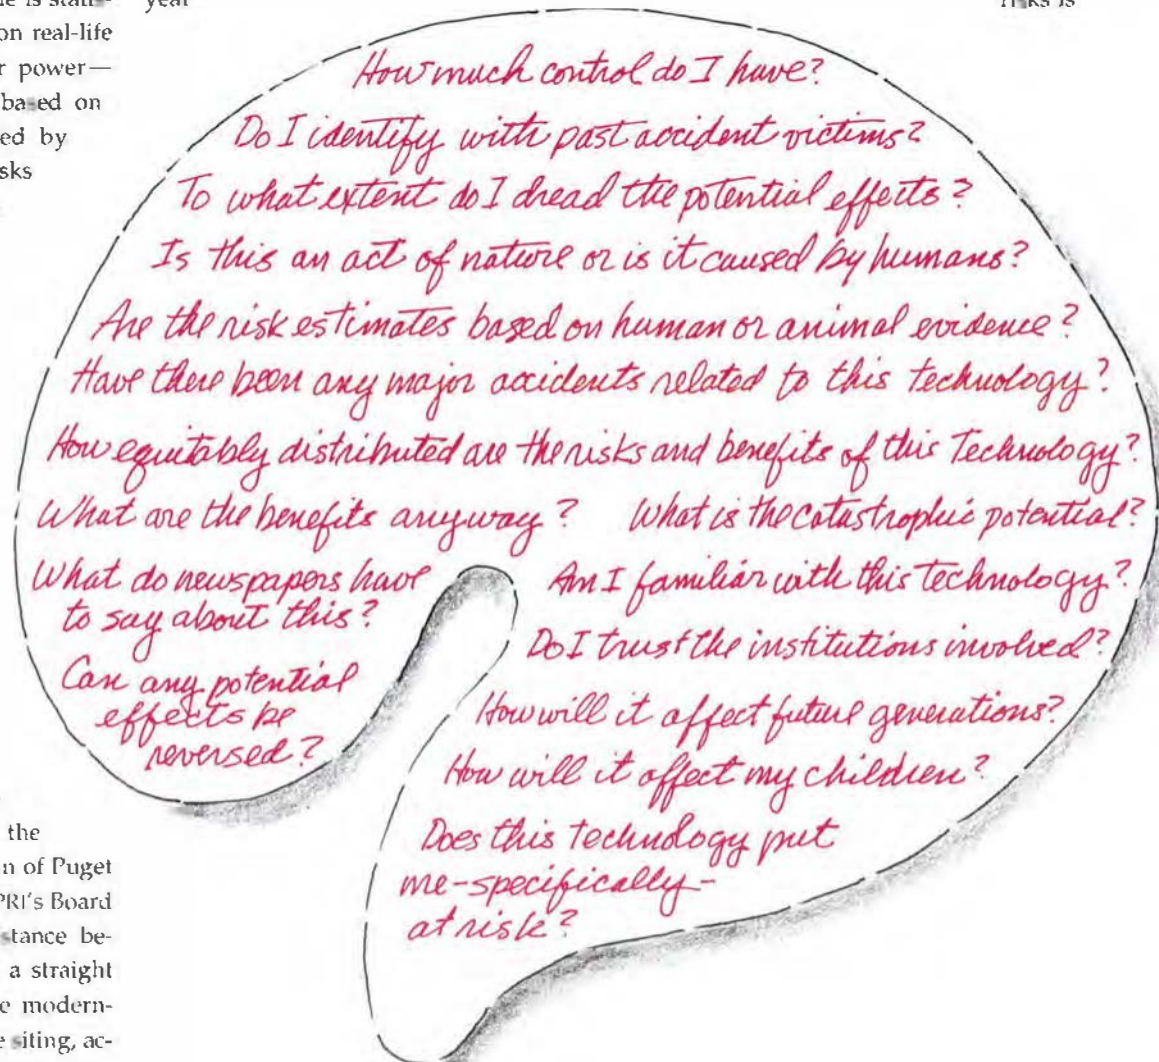 year
on real-life
r power—
based on
ed by
sks
How much control do I have?
Do I identify with past accident victims?
To what extent do I dread the potential effects?
Is this an act of nature or is it caused by humans?
Are the risk estimates based on human or animal evidence?
Have there been any major accidents related to this technology?
How equitably distributed are the risks and benefits of this Technology?
What are the benefits anyway? What is the catastrophic potential?
What do newspapers have
to say about this?
Am I familiar with this technology?
Do I trust the institutions involved?
Can any potential
effects be
reversed?
How will it affect future generations?
How will it affect my children?
Does this technology put
me-specifically-
at risk?
the
n of Puget
PRI's Board
stance be-
a straight
e modern-
e siting, ac-